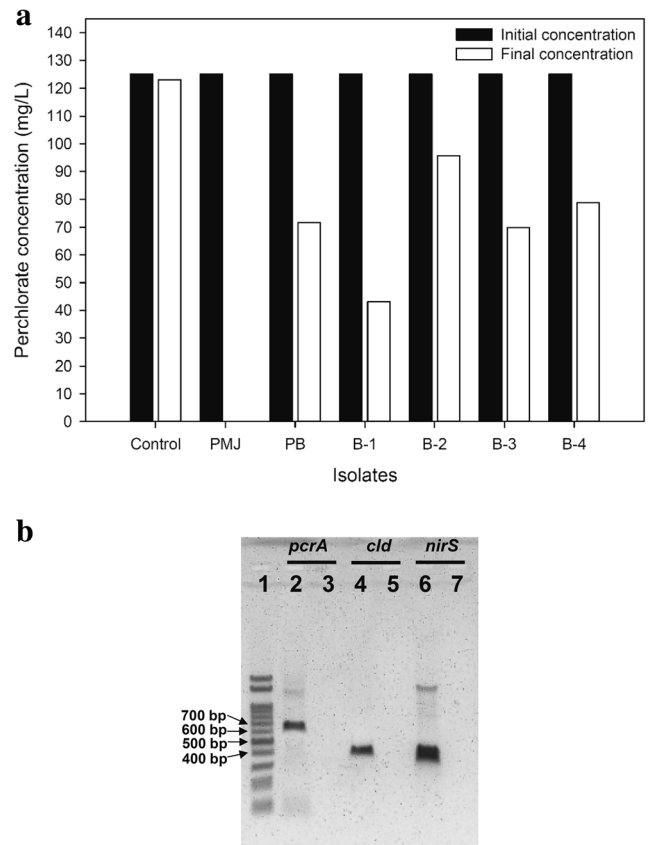 a
Initial concentration
Final concentration
Perchlorate concentration (mg/L)
140
130
120
110
100
90
80
70
60
50
40
30
20
10
0
Control PMJ PB B-1 B-2 B-3 B-4
Isolates
b
pcrA cld nirS
1 2 3 4 5 6 7
700 bp
600 bp
500 bp
400 bp